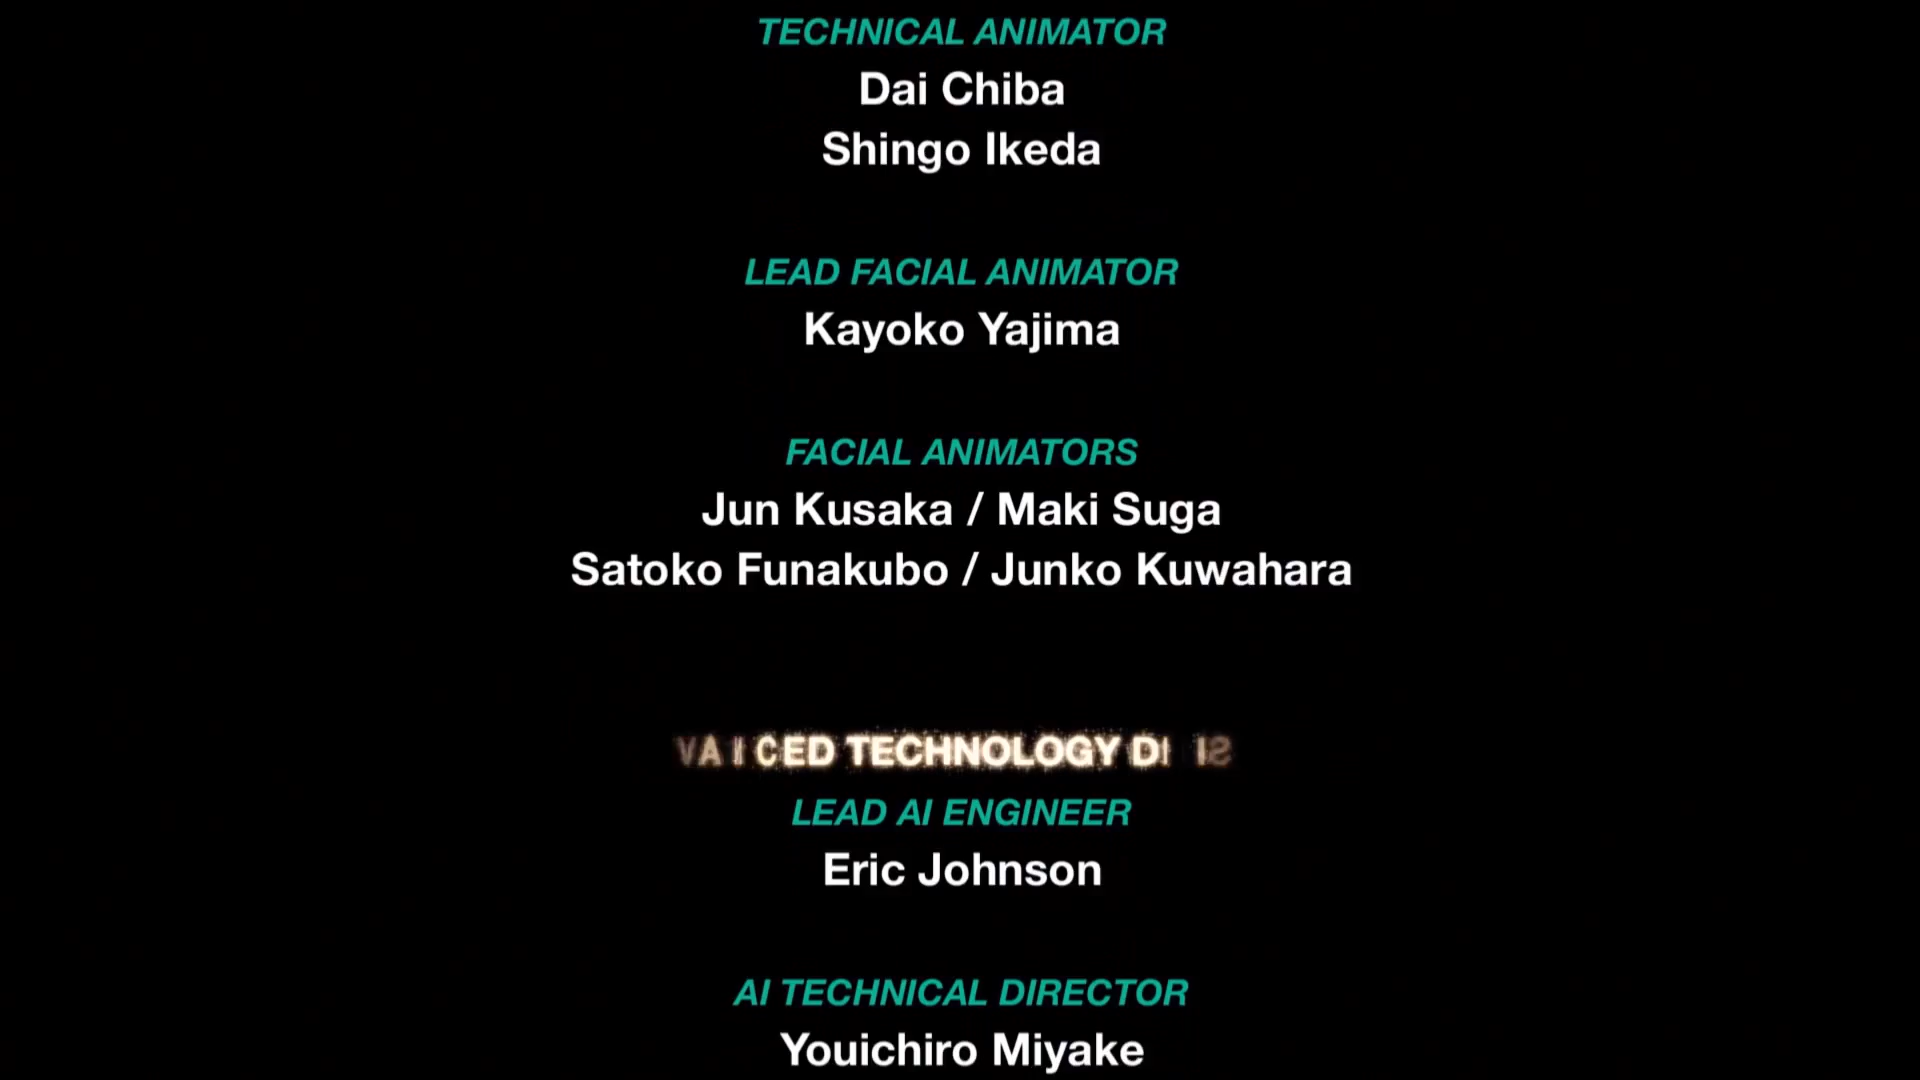 TECHNICAL ANIMATOR
Dai Chiba
Shingo Ikeda
LEAD FACIAL ANIMATOR
Kayoko Yajima
FACIAL ANIMATORS
Jun Kusaka / Maki Suga
Satoko Funakubo / Junko Kuwahara
TECHNOLOGY
LEAD AI ENGINEER
Eric Johnson
AI TECHNICAL DIRECTOR
Youichiro Miyake